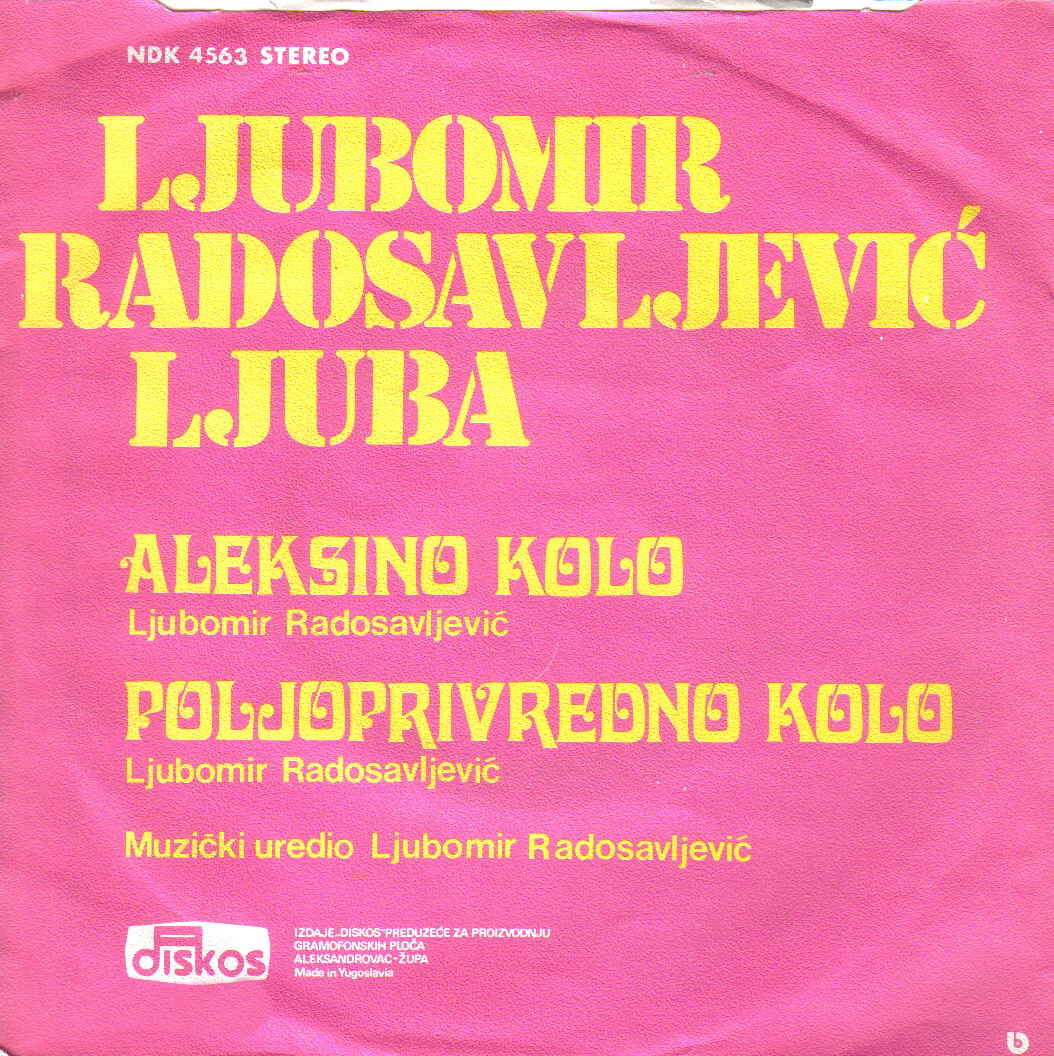 NDK 4563 STEREO
LJUBOMIR
RADOSAVLJEVIĆ
LJUBA
ALEKSINO KOLO
Ljubomir Radosavljević
POLJOPRIVREDNO KOLO
Ljubomir Radosavljević
Muzički uredio Ljubomir Radosavljević
diskos
IZDAJE „DISKOS" PREDUZEĆE ZA PROIZVODNJU
GRAMOFONSKIH PLOČA
ALEKSANDROVAC-ŽUPA
Made in Yugoslavia
b